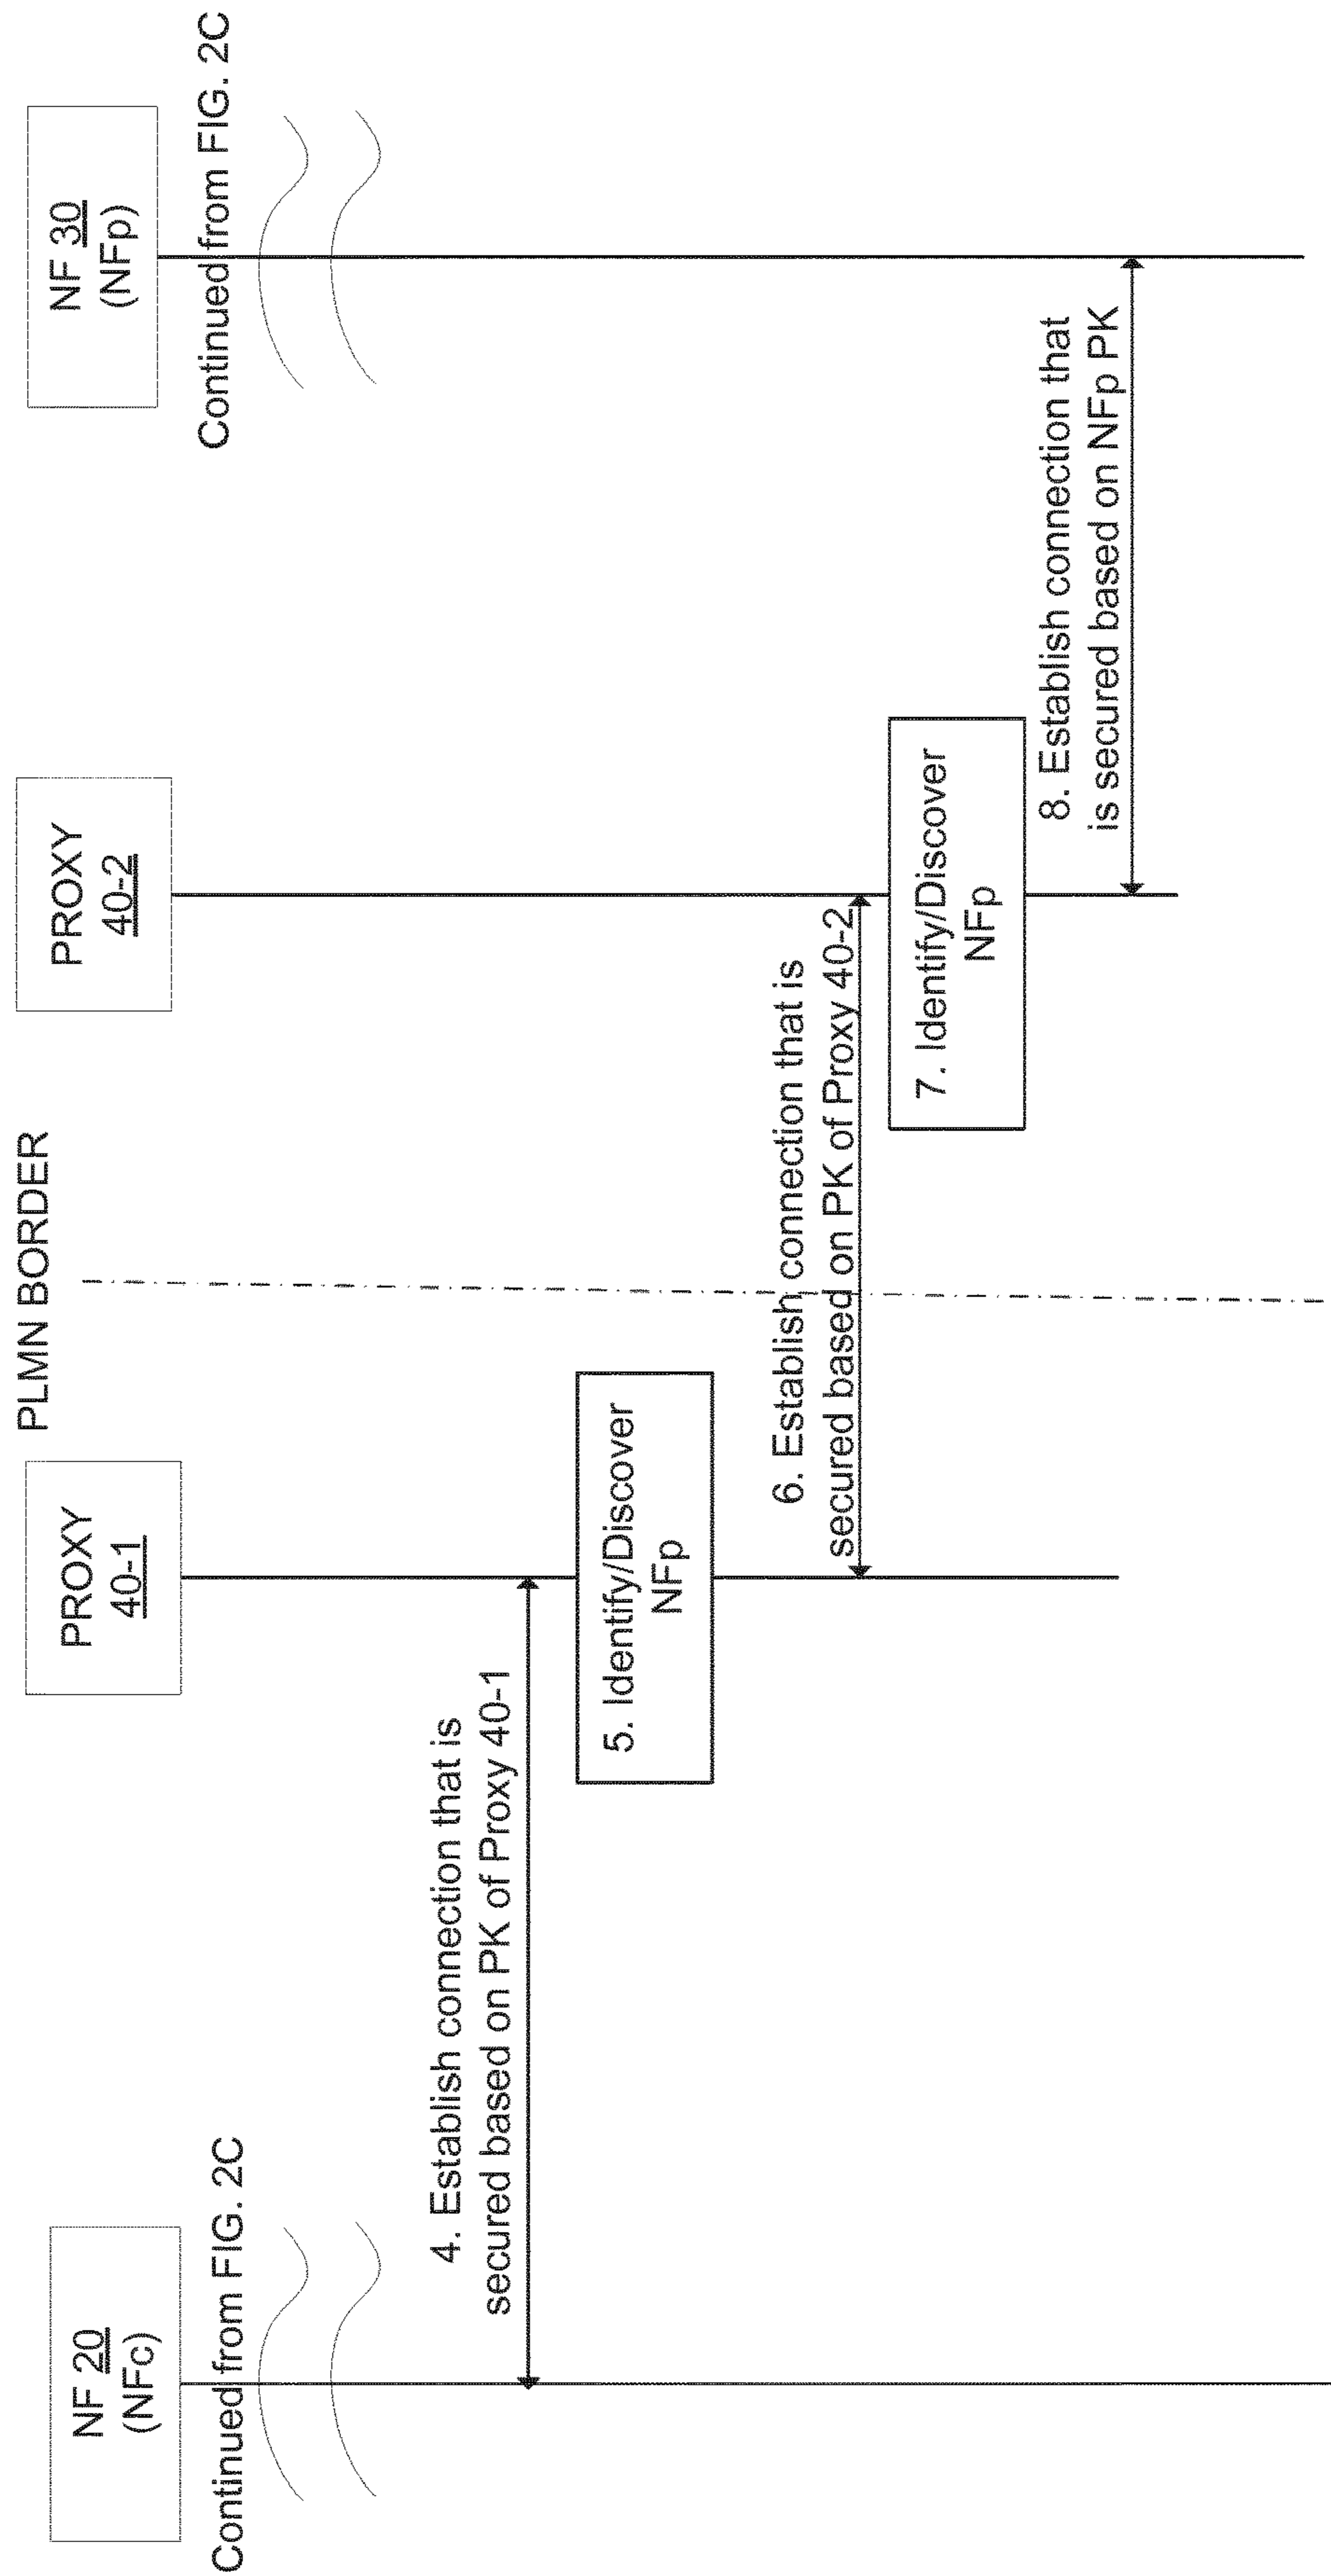 NF 20
(NFc)
PROXY
40-1
PLMN BORDER
PROXY
40-2
NF 30
(NFp)
Continued from FIG. 2C
Continued from FIG. 2C
4. Establish connection that is
secured based on PK of Proxy 40-1
5. Identify/Discover
NFp
6. Establish connection that is
secured based on PK of Proxy 40-2
7. Identify/Discover
NFp
8. Establish connection that
is secured based on NFp PK